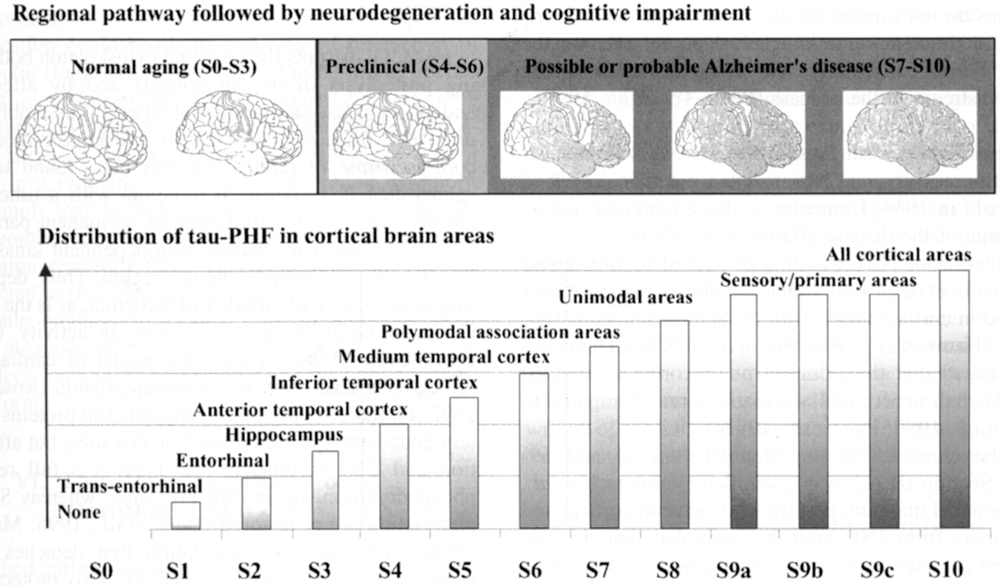 Regional pathway followed by neurodegeneration and cognitive impairment
Normal aging (S0-S3)
Preclinical (S4-S6)
Possible or probable Alzheimer's disease (S7-S10)
Distribution of tau-PHF in cortical brain areas
All cortical areas
Sensory/primary areas
Unimodal areas
Polymodal association areas
Medium temporal cortex
Inferior temporal cortex
Anterior temporal cortex
Hippocampus
Entorhinal
Trans-entorhinal
None
S0 S1 S2 S3 S4 S5 S6 S7 S8 S9a S9b S9c S10